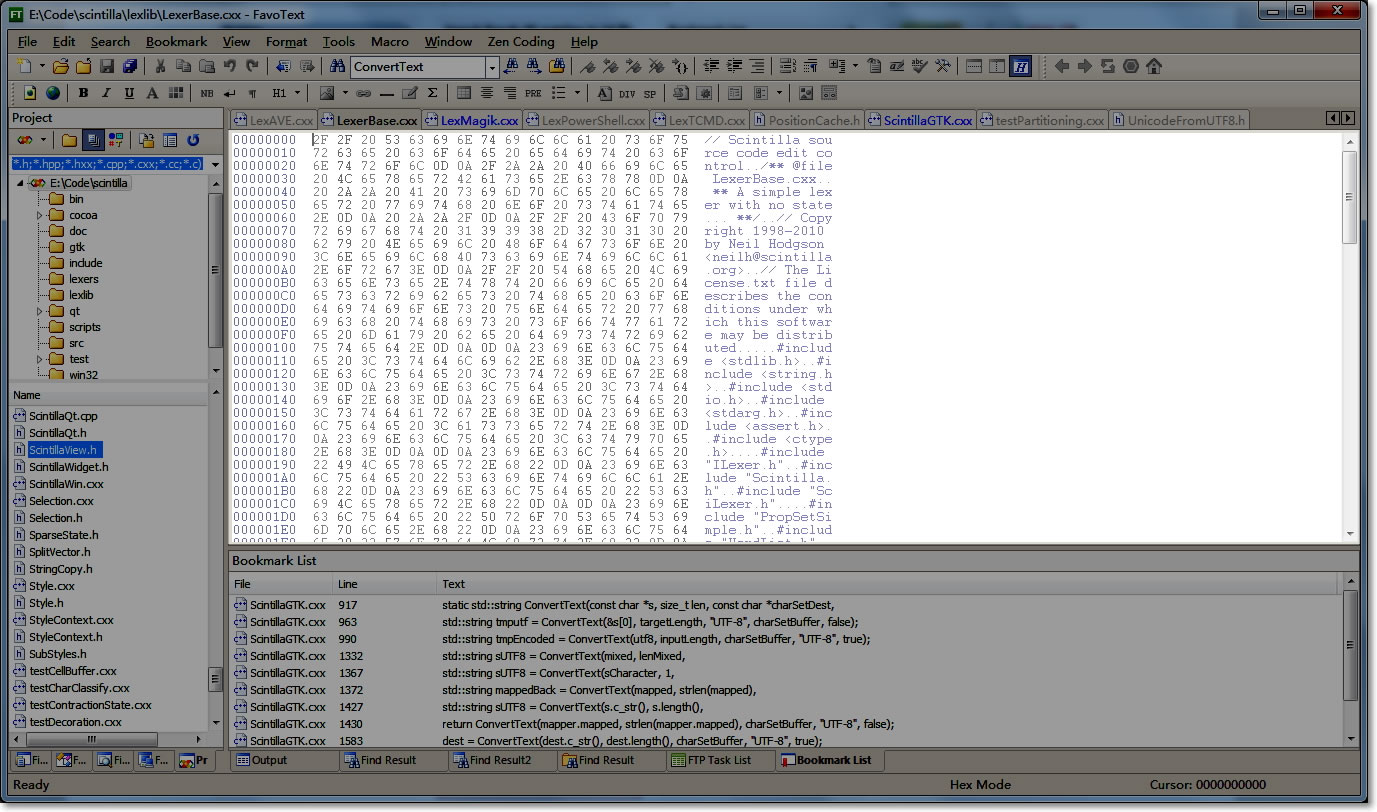 E:\Code\scintilla\lexlib\LexerBase.cxx - FavoText
File Edit Search Bookmark View Format Tools Macro Window Zen Coding Help
ConvertText
B I U A NB ¶ H1 Σ PRE A DIV SP
Project
LexAVE.cxx LexerBase.cxx LexMagik.cxx LexPowerShell.cxx LexTCMD.cxx PositionCache.h ScintillaGTK.cxx testPartitioning.cxx UnicodeFromUTF8.h
*.h;*.hpp;*.hxx;*.cpp;*.cxx;*.cc;*.c)
E:\Code\scintilla
bin
cocoa
doc
gtk
include
lexers
lexlib
qt
scripts
src
test
win32
Name
ScintillaQt.cpp
ScintillaQt.h
ScintillaView.h
ScintillaWidget.h
ScintillaWin.cxx
Selection.cxx
Selection.h
SparseState.h
SplitVector.h
StringCopy.h
Style.cxx
Style.h
StyleContext.cxx
StyleContext.h
SubStyles.h
testCellBuffer.cxx
testCharClassify.cxx
testContractionState.cxx
testDecoration.cxx
Fi... F... Fi... F... Pr
00000000 2F 2F 20 53 63 69 6E 74 69 6C 6C 61 20 73 6F 75 // Scintilla sou
00000010 72 63 65 20 63 6F 64 65 20 65 64 69 74 20 63 6F rce code edit co
00000020 6E 74 72 6F 6C 0D 0A 2F 2A 2A 20 40 66 69 6C 65 ntrol../** @file
00000030 20 4C 65 78 65 72 42 61 73 65 2E 63 78 78 0D 0A LexerBase.cxx..
00000040 20 2A 2A 20 41 20 73 69 6D 70 6C 65 20 6C 65 78 ** A simple lex
00000050 65 72 20 77 69 74 68 20 6E 6F 20 73 74 61 74 65 er with no state
00000060 2E 0D 0A 20 2A 2A 2F 0D 0A 2F 2F 20 43 6F 70 79 ... **/..// Copy
00000070 72 69 67 68 74 20 31 39 39 38 2D 32 30 31 30 20 right 1998-2010
00000080 62 79 20 4E 65 69 6C 20 48 6F 64 67 73 6F 6E 20 by Neil Hodgson
00000090 3C 6E 65 69 6C 68 40 73 63 69 6E 74 69 6C 6C 61 <neilh@scintilla
000000A0 2E 6F 72 67 3E 0D 0A 2F 2F 20 54 68 65 20 4C 69 .org>..// The Li
000000B0 63 65 6E 73 65 2E 74 78 74 20 66 69 6C 65 20 64 cense.txt file d
000000C0 65 73 63 72 69 62 65 73 20 74 68 65 20 63 6F 6E escribes the con
000000D0 64 69 74 69 6F 6E 73 20 75 6E 64 65 72 20 77 68 ditions under wh
000000E0 69 63 68 20 74 68 69 73 20 73 6F 66 74 77 61 72 ich this softwar
000000F0 65 20 6D 61 79 20 62 65 20 64 69 73 74 72 69 62 e may be distrib
00000100 75 74 65 64 2E 0D 0A 0D 0A 23 69 6E 63 6C 75 64 uted.....#includ
00000110 65 20 3C 73 74 64 6C 69 62 2E 68 3E 0D 0A 23 69 e <stdlib.h>..#i
00000120 6E 63 6C 75 64 65 20 3C 73 74 72 69 6E 67 2E 68 nclude <string.h
00000130 3E 0D 0A 23 69 6E 63 6C 75 64 65 20 3C 73 74 64 >..#include <std
00000140 69 6F 2E 68 3E 0D 0A 23 69 6E 63 6C 75 64 65 20 io.h>..#include
00000150 3C 73 74 64 61 72 67 2E 68 3E 0D 0A 23 69 6E 63 <stdarg.h>..#inc
00000160 6C 75 64 65 20 3C 61 73 73 65 72 74 2E 68 3E 0D lude <assert.h>.
00000170 0A 23 69 6E 63 6C 75 64 65 20 3C 63 74 79 70 65 .#include <ctype
00000180 2E 68 3E 0D 0A 0D 0A 23 69 6E 63 6C 75 64 65 20 .h>....#include
00000190 22 49 4C 65 78 65 72 2E 68 22 0D 0A 23 69 6E 63 "ILexer.h"..#inc
000001A0 6C 75 64 65 20 22 53 63 69 6E 74 69 6C 6C 61 2E lude "Scintilla.
000001B0 68 22 0D 0A 23 69 6E 63 6C 75 64 65 20 22 53 63 h"..#include "Sc
000001C0 69 4C 65 78 65 72 2E 68 22 0D 0A 0D 0A 23 69 6E iLexer.h"....#in
000001D0 63 6C 75 64 65 20 22 50 72 6F 70 53 65 74 53 69 clude "PropSetSi
000001E0 6D 70 6C 65 2E 68 22 0D 0A 23 69 6E 63 6C 75 64 mple.h"..#includ
Bookmark List
File Line Text
ScintillaGTK.cxx 917 static std::string ConvertText(const char *s, size_t len, const char *charSetDest,
ScintillaGTK.cxx 963 std::string tmputf = ConvertText(&s[0], targetLength, "UTF-8", charSetBuffer, false);
ScintillaGTK.cxx 990 std::string tmpEncoded = ConvertText(utf8, inputLength, charSetBuffer, "UTF-8", true);
ScintillaGTK.cxx 1332 std::string sUTF8 = ConvertText(mixed, lenMixed,
ScintillaGTK.cxx 1367 std::string sUTF8 = ConvertText(sCharacter, 1,
ScintillaGTK.cxx 1372 std::string mappedBack = ConvertText(mapped, strlen(mapped),
ScintillaGTK.cxx 1427 std::string sUTF8 = ConvertText(s.c_str(), s.length(),
ScintillaGTK.cxx 1430 return ConvertText(mapper.mapped, strlen(mapper.mapped), charSetBuffer, "UTF-8", false);
ScintillaGTK.cxx 1583 dest = ConvertText(dest.c_str(), dest.length(), charSetBuffer, "UTF-8", true);
Output Find Result Find Result2 Find Result FTP Task List Bookmark List
Ready Hex Mode Cursor: 0000000000